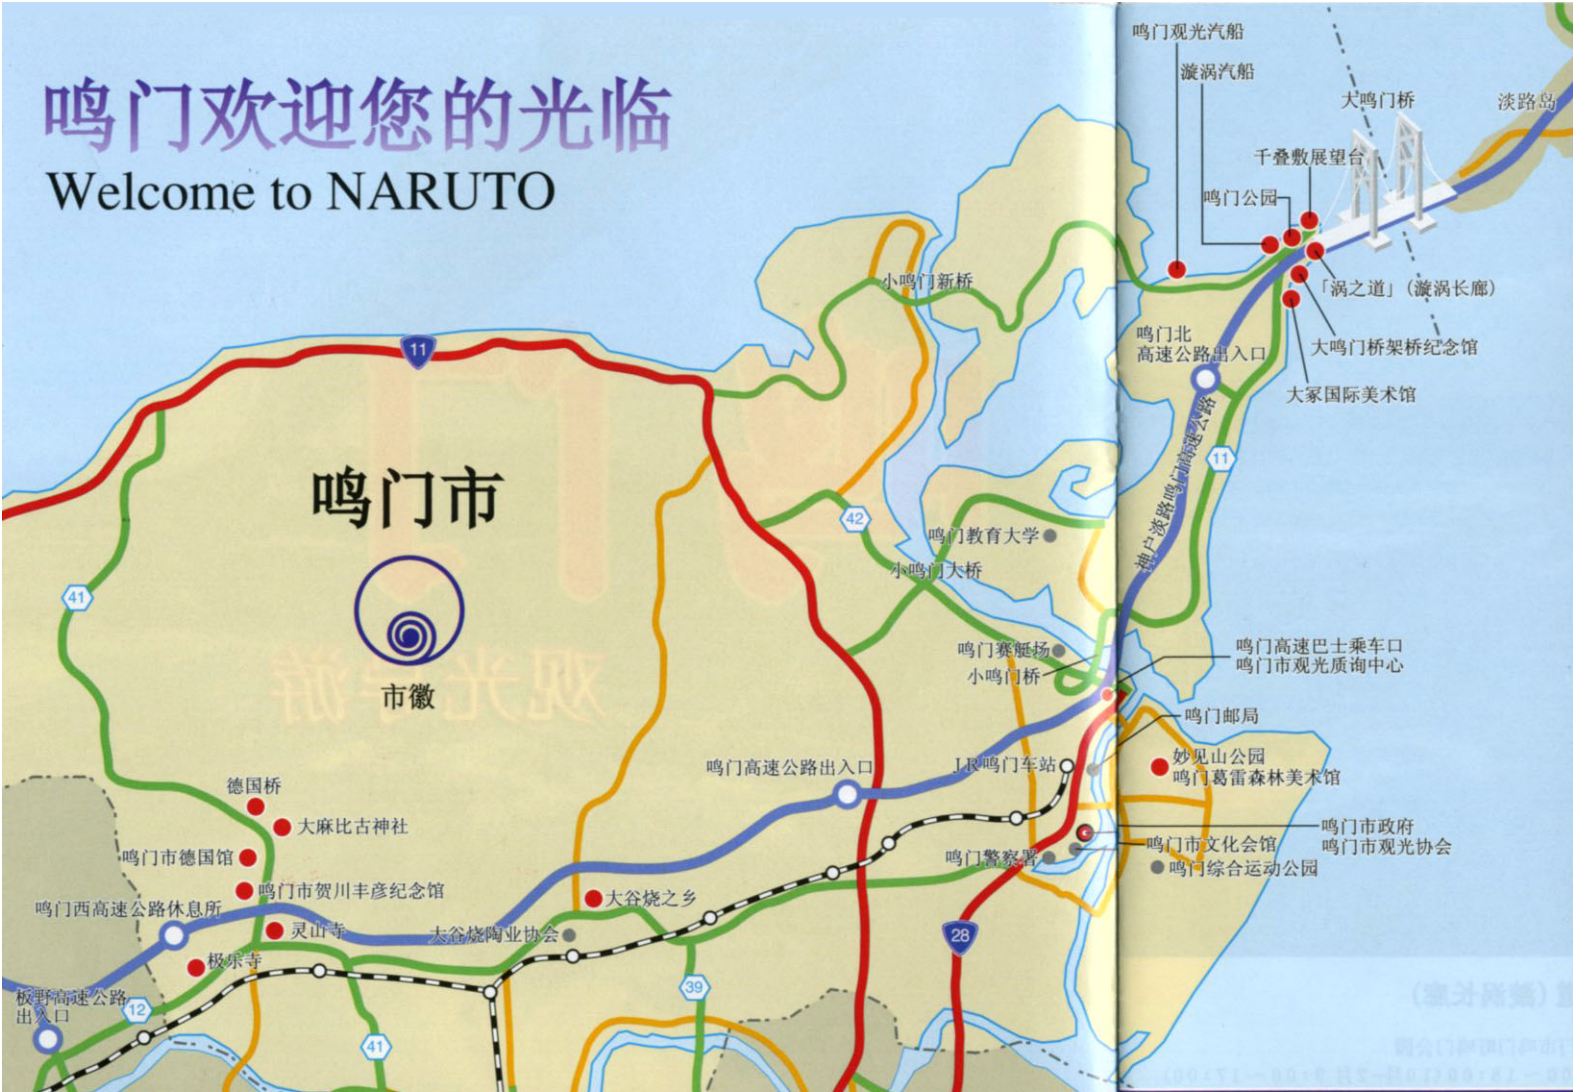 鸣门欢迎您的光临
Welcome to NARUTO
鸣门观光汽船
漩涡汽船
大鸣门桥
淡路岛
千叠敷展望台
鸣门公园
「涡之道」(漩涡长廊)
小鸣门新桥
鸣门北
高速公路出入口
大鸣门桥架桥纪念馆
大冢国际美术馆
11
神户淡路鸣门高速公路
11
鸣门市
42
鸣门教育大学
小鸣门大桥
41
市徽
鸣门赛艇场
小鸣门桥
鸣门高速巴士乘车口
鸣门市观光质询中心
鸣门邮局
鸣门高速公路出入口
JR鸣门车站
妙见山公园
鸣门葛雷森林美术馆
德国桥
大麻比古神社
鸣门市德国馆
鸣门市贺川丰彦纪念馆
鸣门市政府
鸣门市观光协会
鸣门市文化会馆
鸣门警察署
鸣门综合运动公园
鸣门西高速公路休息所
灵山寺
大谷烧之乡
大谷烧陶业协会
28
极乐寺
板野高速公路
出入口
12
39
41